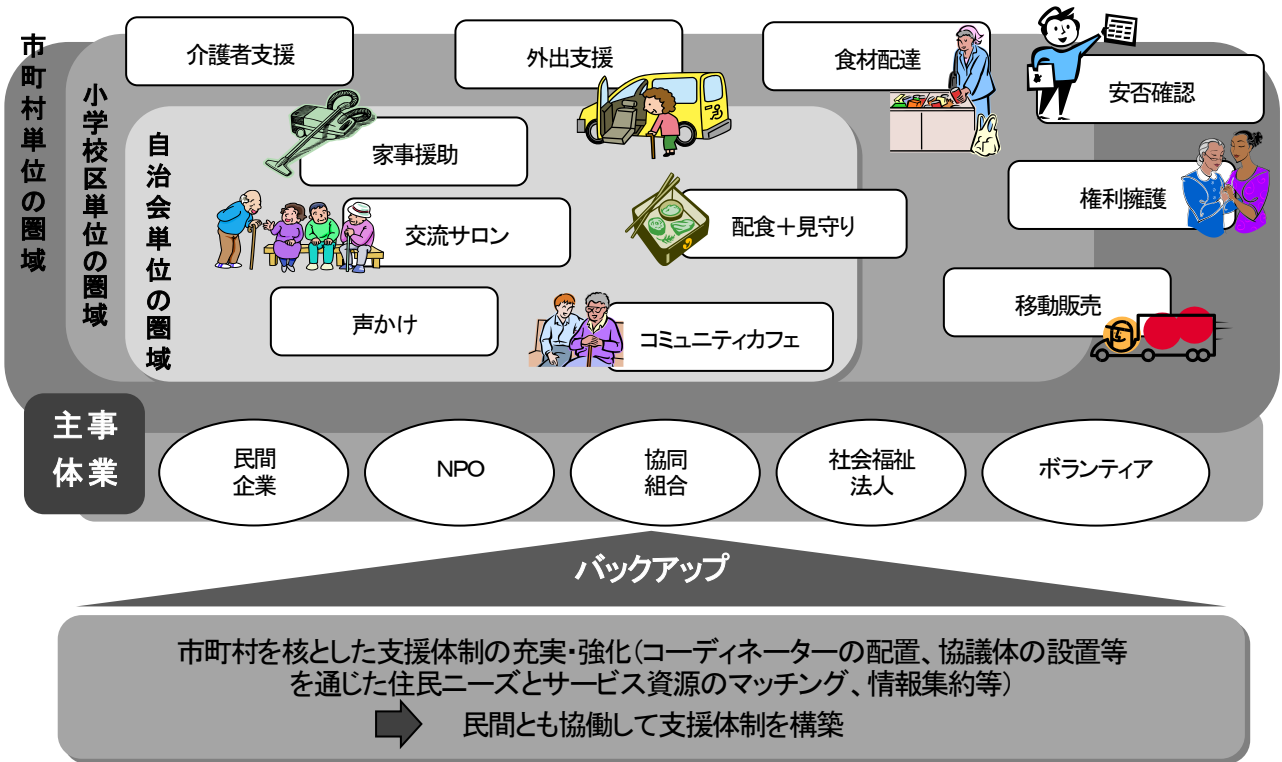 市町村単位の圏域
小学校区単位の圏域
自治会単位の圏域
介護者支援
外出支援
食材配達
安否確認
家事援助
権利擁護
交流サロン
配食＋見守り
声かけ
コミュニティカフェ
移動販売
事業
主体
民間
企業
NPO
協同
組合
社会福祉
法人
ボランティア
バックアップ
市町村を核とした支援体制の充実・強化（コーディネーターの配置、協議体の設置等
を通じた住民ニーズとサービス資源のマッチング、情報集約等）
民間とも協働して支援体制を構築